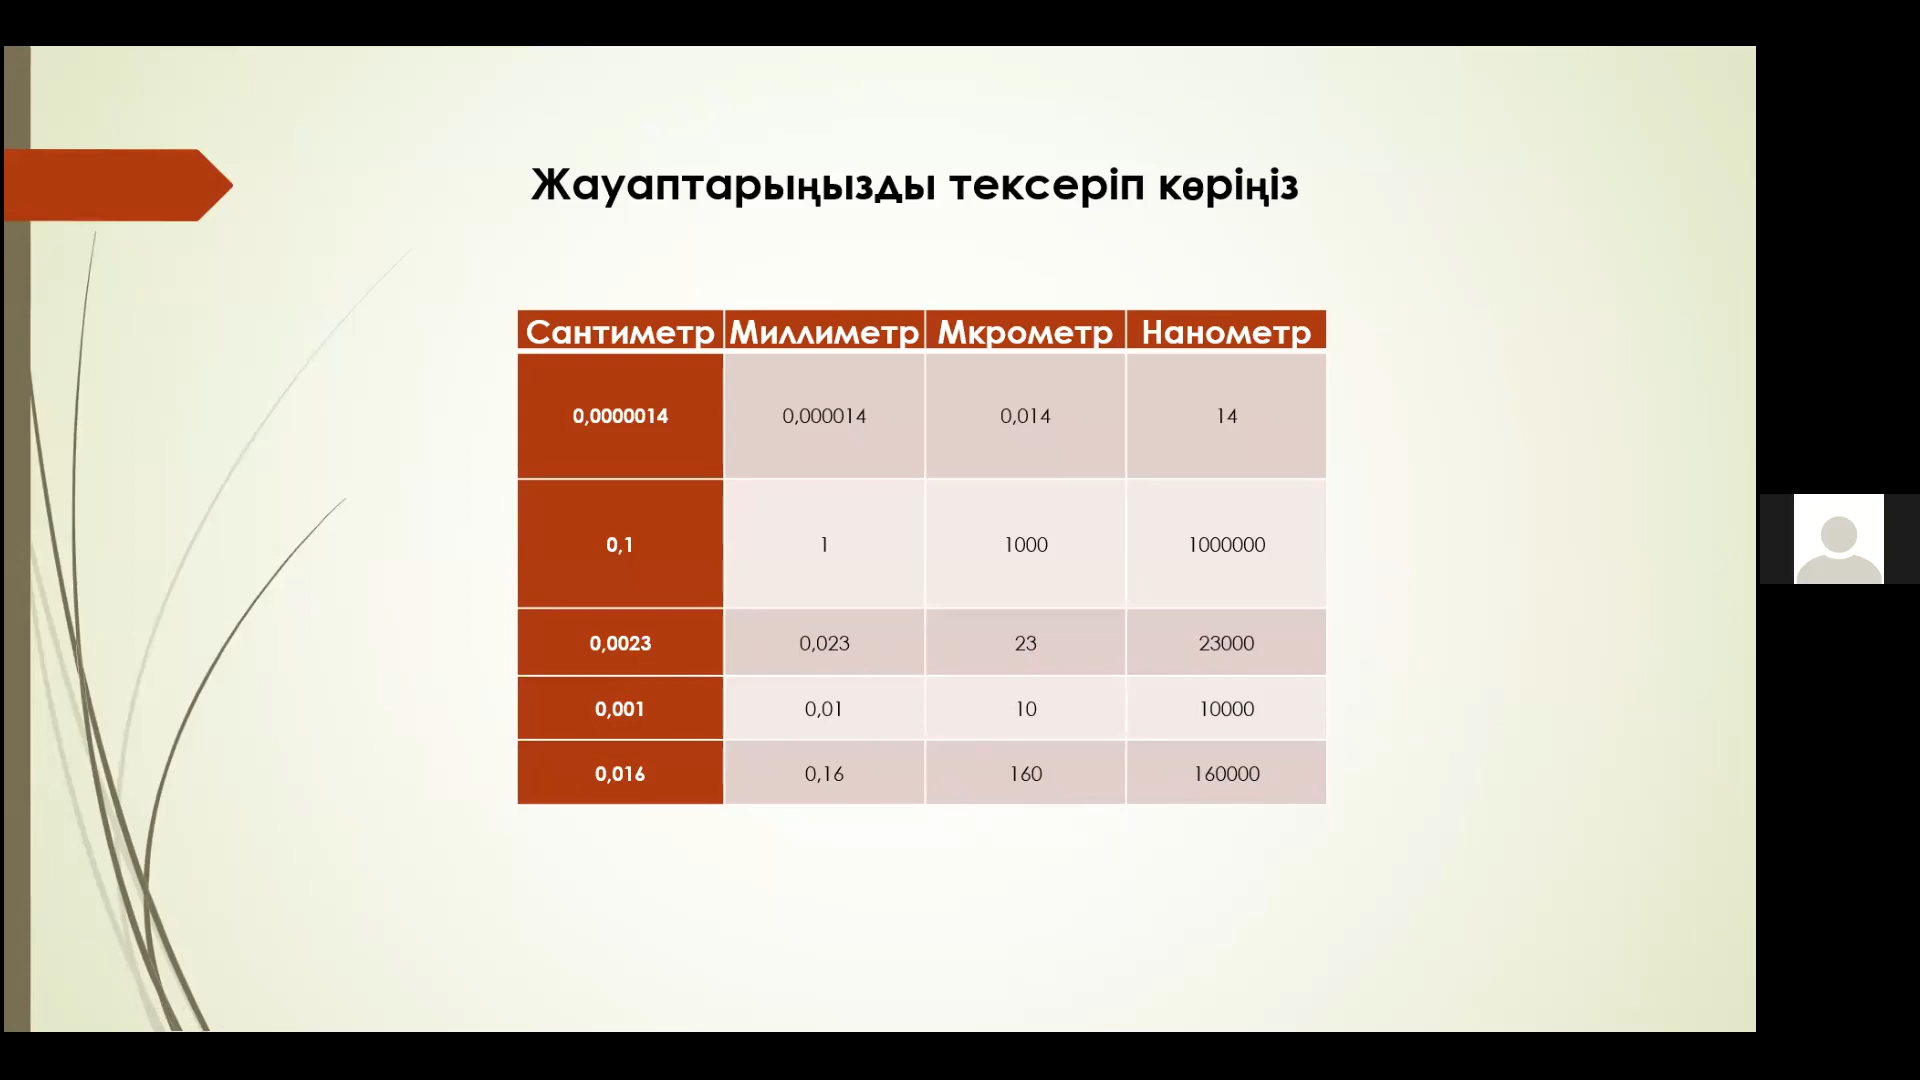 Жауаптарыңызды тексеріп көріңіз
Сантиметр Миллиметр Мкрометр Нанометр
0,0000014 0,000014 0,014 14
0,1 1 1000 1000000
0,0023 0,023 23 23000
0,001 0,01 10 10000
0,016 0,16 160 160000